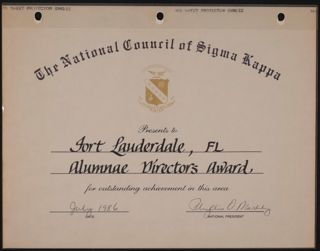 The National Council of Sigma Kappa
Presents to
Fort Lauderdale, FL
Alumnae Directors Award,
for outstanding achievement in this area
July 1986
DATE
NATIONAL PRESIDENT